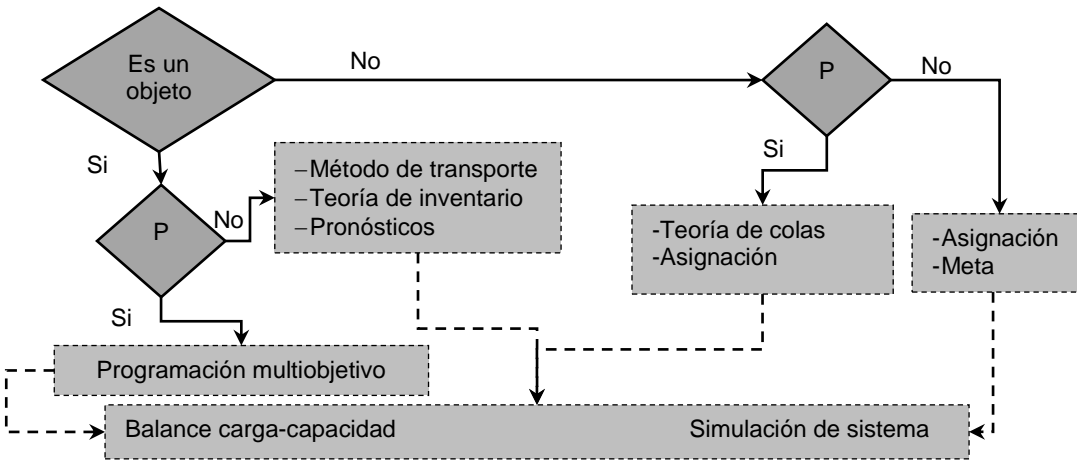 Es un
objeto
No
P
No
Si
Si
–Método de transporte
–Teoría de inventario
–Pronósticos
P
No
-Teoría de colas
-Asignación
-Asignación
-Meta
Si
Programación multiobjetivo
Balance carga-capacidad
Simulación de sistema